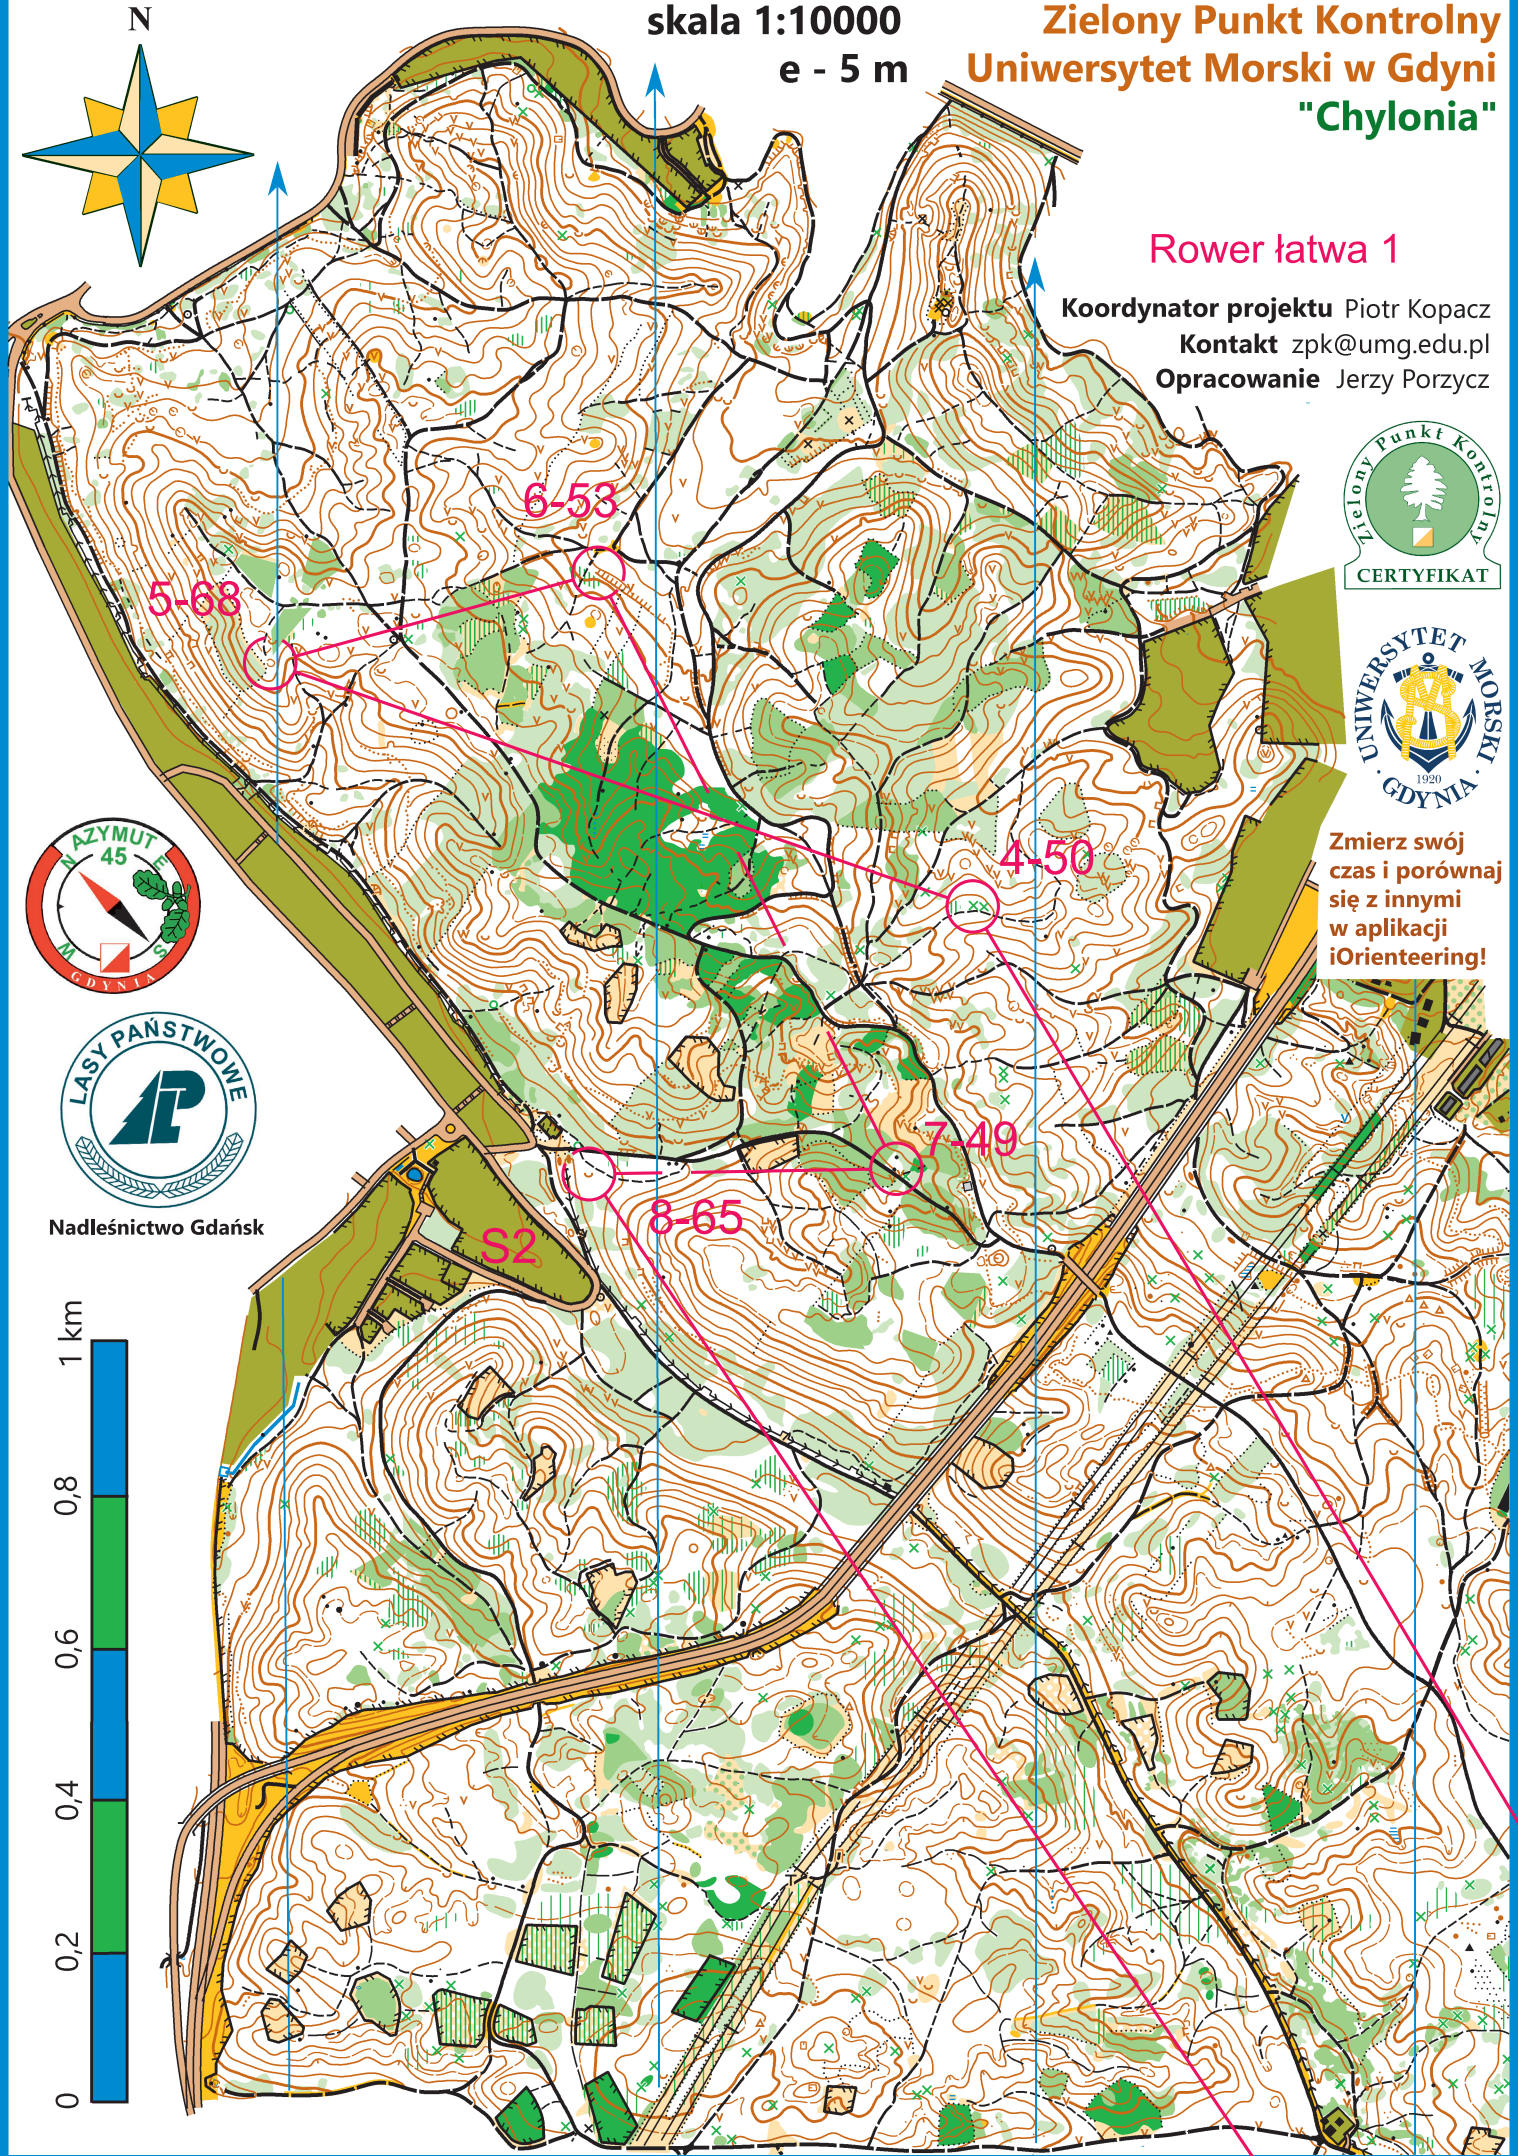 N
skala 1:10000
e - 5 m
Zielony Punkt Kontrolny
Uniwersytet Morski w Gdyni
"Chylonia"
Rower łatwa 1
Koordynator projektu Piotr Kopacz
Kontakt zpk@umg.edu.pl
Opracowanie Jerzy Porzycz
Zielony Punkt Kontrolny
CERTYFIKAT
6-53
5-68
UNIWERSYTET MORSKI
1920
· GDYNIA ·
Zmierz swój
czas i porównaj
się z innymi
w aplikacji
iOrienteering!
4-50
AZYMUT
45
N
E
W
S
GDYNIA
LASY PAŃSTWOWE
Nadleśnictwo Gdańsk
7-49
8-65
S2
1 km
0,8
0,6
0,4
0,2
0